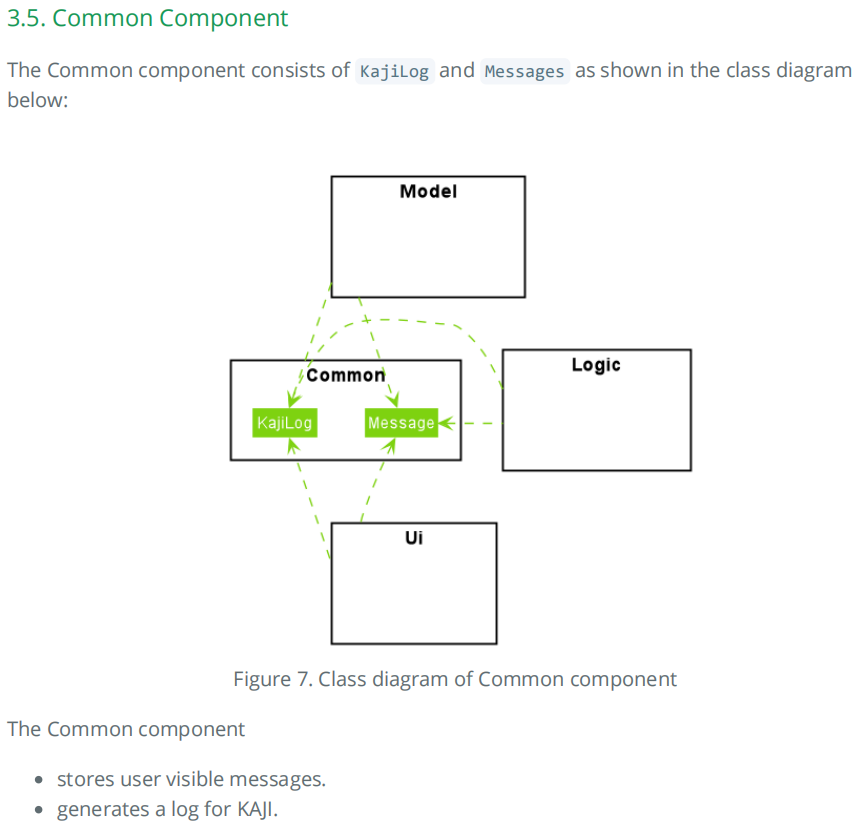 3.5. Common Component
The Common component consists of KajiLog and Messages as shown in the class diagram
below:
Model
Common
Logic
KajiLog
Message
Ui
Figure 7. Class diagram of Common component
The Common component
• stores user visible messages.
• generates a log for KAJI.